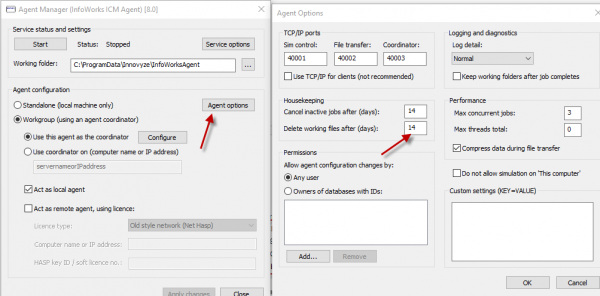 Agent Manager (InfoWorks ICM Agent) [8.0]
Service status and settings
Start
Status: Stopped
Service options
Working folder:
C:\ProgramData\Innovyze\InfoWorksAgent
...
Agent configuration
Standalone (local machine only)
Agent options
Workgroup (using an agent coordinator)
Use this agent as the coordinator
Configure
Use coordinator on (computer name or IP address)
servernameorIPaddress
Act as local agent
Act as remote agent, using licence:
Licence type:
Old style network (Net Hasp)
Computer name or IP address:
HASP key ID / soft licence no.:
Apply changes
Close
Agent Options
TCP/IP ports
Sim control:
File transfer:
Coordinator:
40001
40002
40003
Use TCP/IP for clients (not recommended)
Housekeeping
Cancel inactive jobs after (days):
14
Delete working files after (days):
14
Permissions
Allow agent configuration changes by:
Any user
Owners of databases with IDs:
Add...
Remove
Logging and diagnostics
Log detail:
Normal
Keep working folders after job completes
Performance
Max concurrent jobs:
3
Max threads total:
0
Compress data during file transfer
Do not allow simulation on 'This computer'
Custom settings (KEY=VALUE)
OK
Cancel